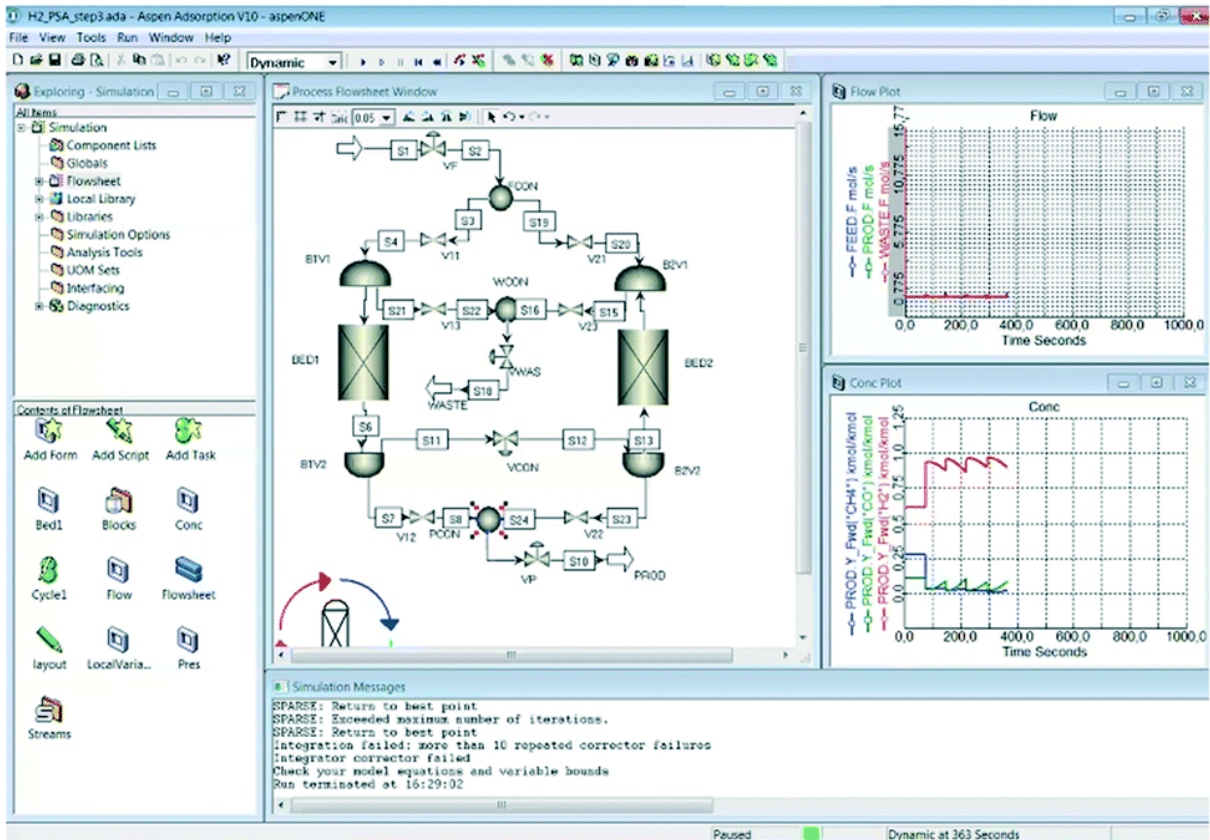 H2_PSA_step3.ada - Aspen Adsorption V10 - aspenONE
File View Tools Run Window Help
Dynamic
Exploring - Simulation
All Items
Simulation
Component Lists
Globals
Flowsheet
Local Library
Libraries
Simulation Options
Analysis Tools
UOM Sets
Interfacing
Diagnostics
Contents of Flowsheet
Add Form Add Script Add Task
Bed1 Blocks Conc
Cycle1 Flow Flowsheet
layout LocalVaria... Pres
Streams
Process Flowsheet Window
0.05
S1 S2
VF
FCON
S3 S19
S4 S20
V11 V21
B1V1 B2V1
WCON
S21 S22 S16 S15
V13 V23
BED1 BED2
VWAS
S18
WASTE
S6
S11 S12 S13
VCON
B1V2 B2V2
S7 S8 S24 S23
V12 PCON V22
S10
VP PROD
Flow Plot
Flow
FEED.F mol/s
PROD.F mol/s
WASTE.F mol/s
0,775 5,775 10,775 15,77
0,0 200,0 400,0 600,0 800,0 1000,0
Time Seconds
Conc Plot
Conc
PROD.Y_Fwd("CH4") kmol/kmol
PROD.Y_Fwd("CO") kmol/kmol
PROD.Y_Fwd("H2") kmol/kmol
0,0 0,25 0,5 0,75 1,0 1,25
0,0 200,0 400,0 600,0 800,0 1000,0
Time Seconds
Simulation Messages
SPARSE: Return to best point
SPARSE: Exceeded maximum number of iterations.
SPARSE: Return to best point
Integration failed: more than 10 repeated corrector failures
Integrator corrector failed
Check your model equations and variable bounds
Run terminated at 16:29:02
Paused Dynamic at 363 Seconds